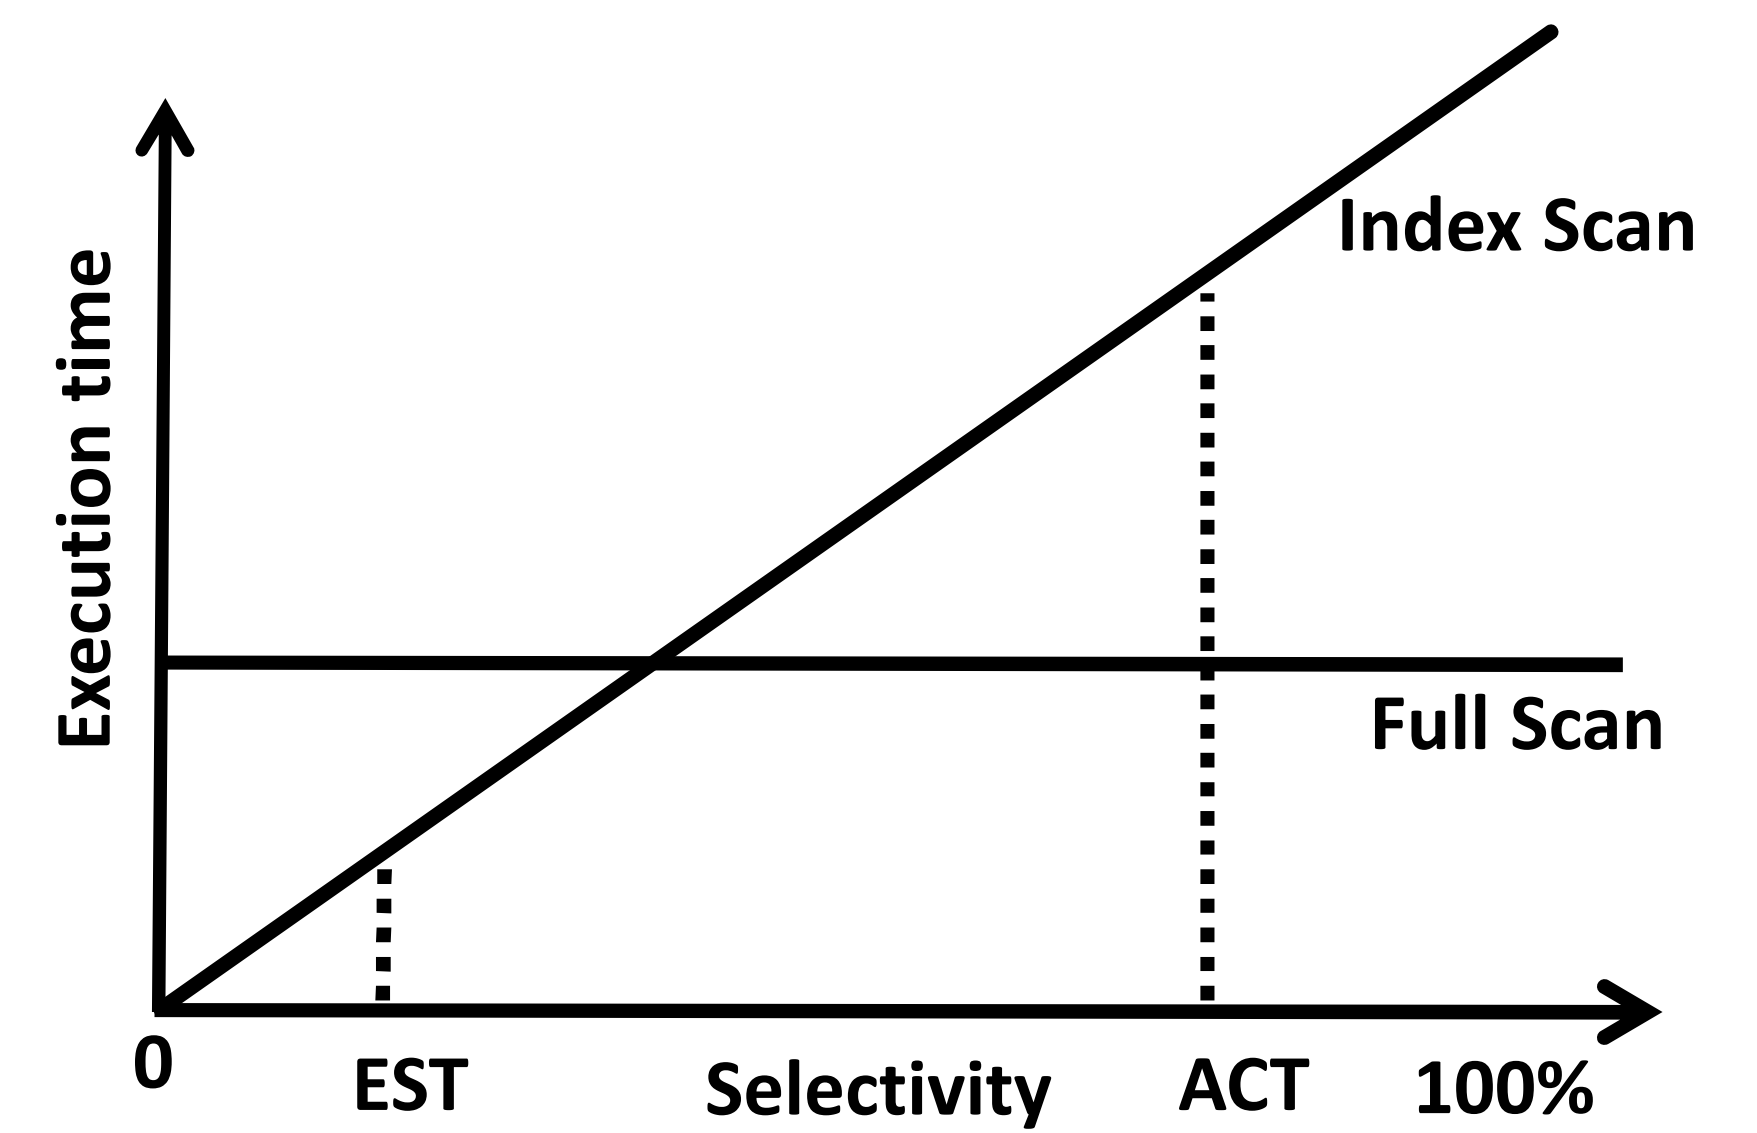 Execution time
Index Scan
Full Scan
0
EST
Selectivity
ACT
100%